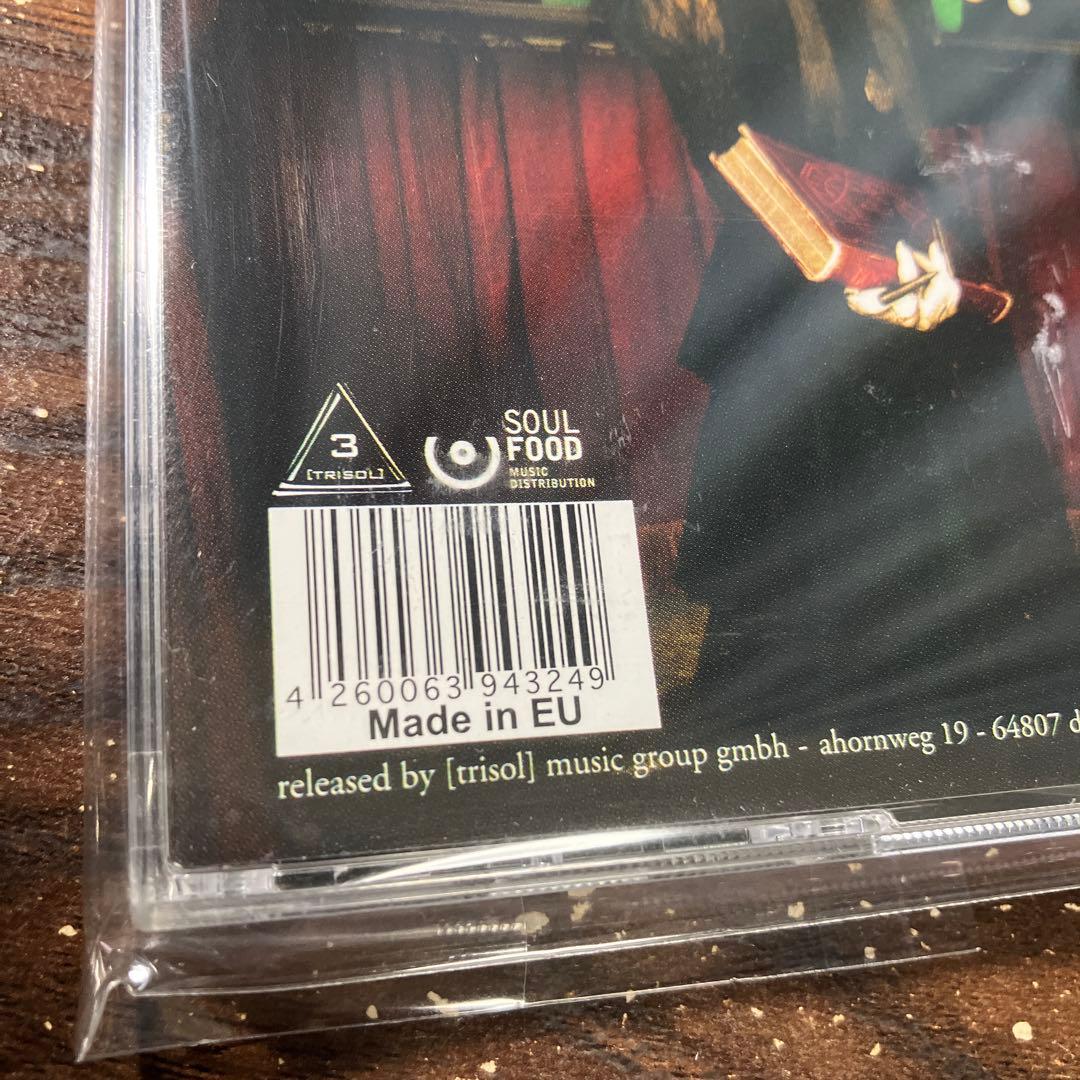 3
[TRISOL]
SOUL
FOOD
MUSIC
DISTRIBUTION
4 260063 943249
Made in EU
released by [trisol] music group gmbh - ahornweg 19 - 64807 d